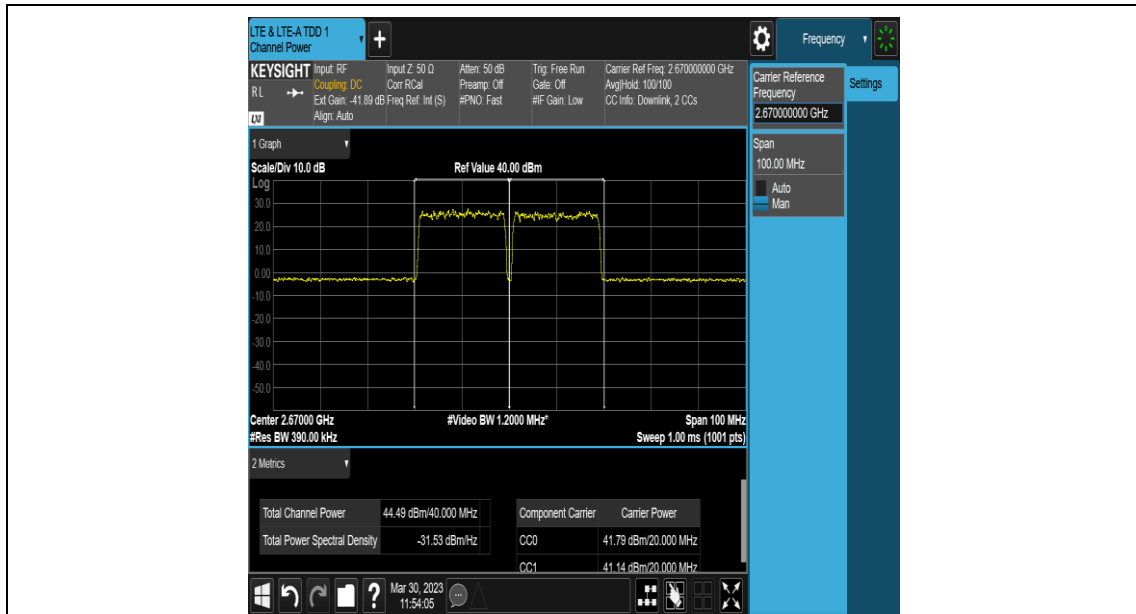 LTE & LTE-A TDD 1
Channel Power
Frequency
KEYSIGHT
RL
LXI
Input: RF
Coupling: DC
Ext Gain: -41.89 dB
Align: Auto
Input Z: 50 Ω
Corr RCal
Freq Ref: Int (S)
Atten: 50 dB
Preamp: Off
#PNO: Fast
Trig: Free Run
Gate: Off
#IF Gain: Low
Carrier Ref Freq: 2.670000000 GHz
Avg|Hold: 100/100
CC Info: Downlink, 2 CCs
Carrier Reference
Frequency
2.670000000 GHz
Settings
Span
100.00 MHz
Auto
Man
1 Graph
Scale/Div 10.0 dB
Ref Value 40.00 dBm
Log
30.0
20.0
10.0
0.00
-10.0
-20.0
-30.0
-40.0
-50.0
Center 2.67000 GHz
#Video BW 1.2000 MHz*
Span 100 MHz
#Res BW 390.00 kHz
Sweep 1.00 ms (1001 pts)
2 Metrics
Total Channel Power 44.49 dBm/40.000 MHz
Total Power Spectral Density -31.53 dBm/Hz
Component Carrier Carrier Power
CC0 41.79 dBm/20.000 MHz
CC1 41.14 dBm/20.000 MHz
?
Mar 30, 2023
11:54:05